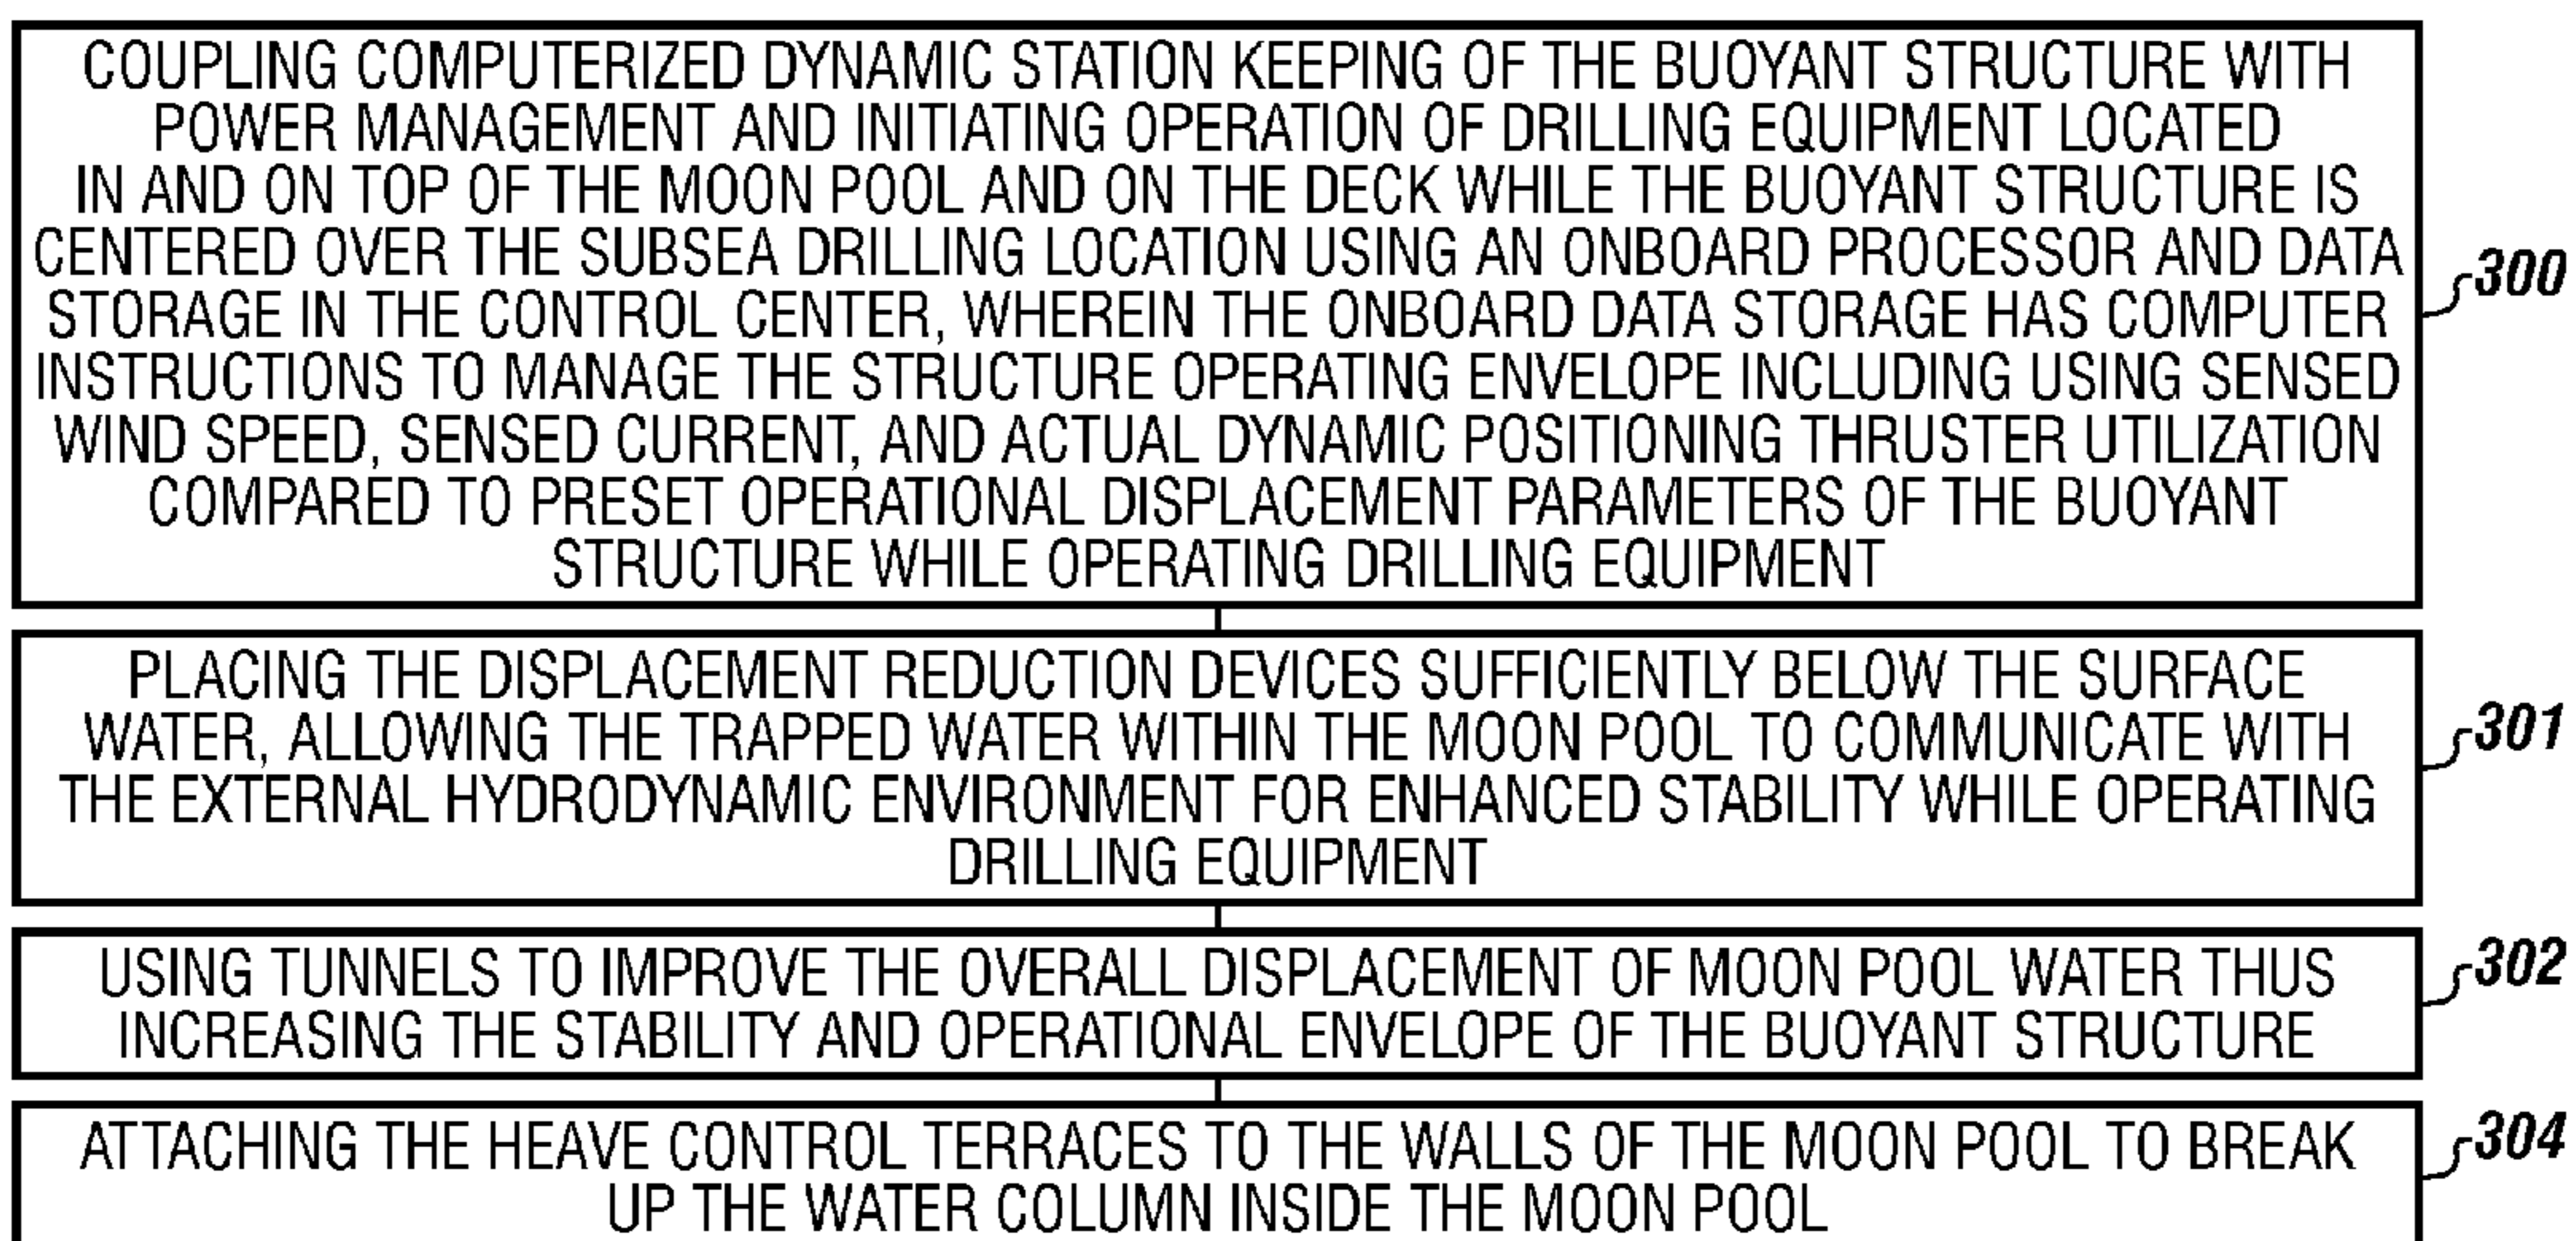 COUPLING COMPUTERIZED DYNAMIC STATION KEEPING OF THE BUOYANT STRUCTURE WITH
POWER MANAGEMENT AND INITIATING OPERATION OF DRILLING EQUIPMENT LOCATED
IN AND ON TOP OF THE MOON POOL AND ON THE DECK WHILE THE BUOYANT STRUCTURE IS
CENTERED OVER THE SUBSEA DRILLING LOCATION USING AN ONBOARD PROCESSOR AND DATA
STORAGE IN THE CONTROL CENTER, WHEREIN THE ONBOARD DATA STORAGE HAS COMPUTER
INSTRUCTIONS TO MANAGE THE STRUCTURE OPERATING ENVELOPE INCLUDING USING SENSED
WIND SPEED, SENSED CURRENT, AND ACTUAL DYNAMIC POSITIONING THRUSTER UTILIZATION
COMPARED TO PRESET OPERATIONAL DISPLACEMENT PARAMETERS OF THE BUOYANT
STRUCTURE WHILE OPERATING DRILLING EQUIPMENT
300
PLACING THE DISPLACEMENT REDUCTION DEVICES SUFFICIENTLY BELOW THE SURFACE
WATER, ALLOWING THE TRAPPED WATER WITHIN THE MOON POOL TO COMMUNICATE WITH
THE EXTERNAL HYDRODYNAMIC ENVIRONMENT FOR ENHANCED STABILITY WHILE OPERATING
DRILLING EQUIPMENT
301
USING TUNNELS TO IMPROVE THE OVERALL DISPLACEMENT OF MOON POOL WATER THUS
INCREASING THE STABILITY AND OPERATIONAL ENVELOPE OF THE BUOYANT STRUCTURE
302
ATTACHING THE HEAVE CONTROL TERRACES TO THE WALLS OF THE MOON POOL TO BREAK
UP THE WATER COLUMN INSIDE THE MOON POOL
304